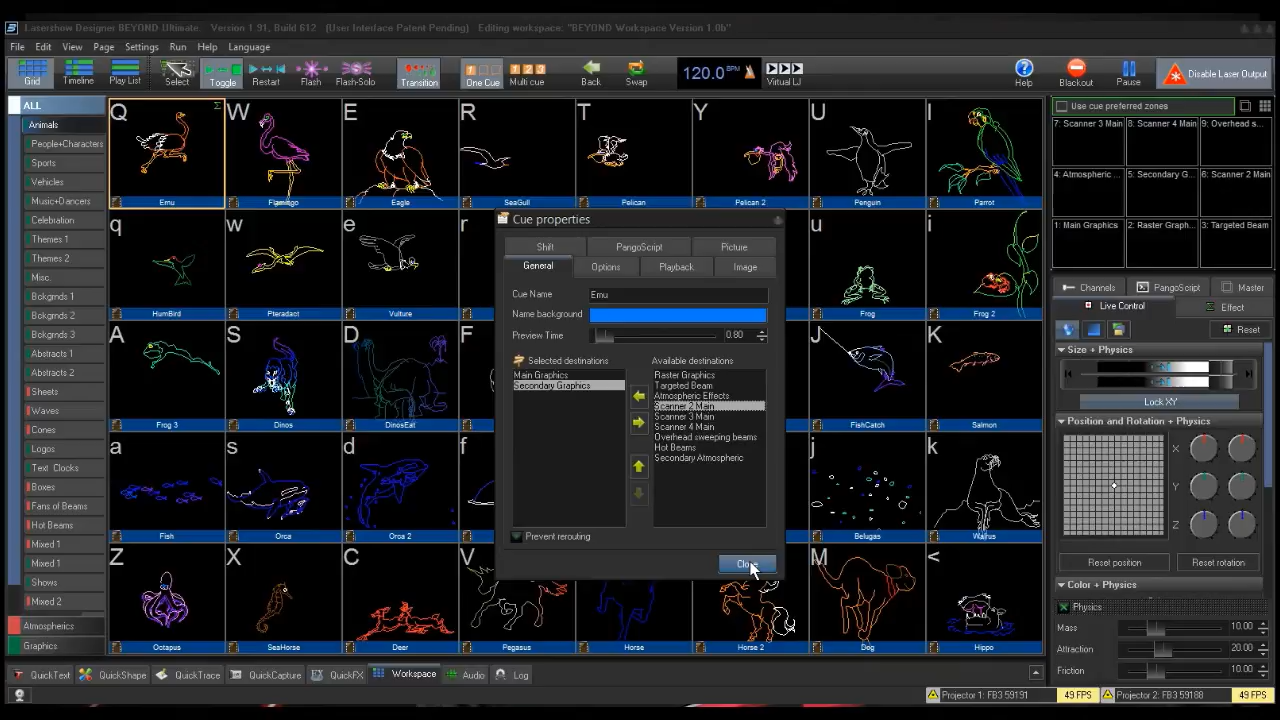 Lasershow Designer BEYOND Ultimate.   Version 1.91, Build 612   (User Interface Patent Pending)   Editing workspace: "BEYOND Workspace Version 1.0b"
File Edit View Page Settings Run Help Language
Grid Timeline Play List Select Toggle Restart Flash Flash-Solo Transition One Cue Multi cue Back Swap 120.0 BPM Virtual LJ Help Blackout Pause Disable Laser Output
ALL
Animals
People+Characters
Sports
Vehicles
Music+Dancers
Celebration
Themes 1
Themes 2
Misc.
Bckgrnds 1
Bckgrnds 2
Bckgrnds 3
Abstracts 1
Abstracts 2
Sheets
Waves
Cones
Logos
Text Clocks
Boxes
Fans of Beams
Hot Beams
Mixed 1
Mixed 1
Shows
Mixed 2
Atmospherics
Graphics
Q W E R T Y U I
Emu Flamingo Eagle SeaGull Pelican Pelican 2 Penguin Parrot
q w e r u i
HumBird Pteradact Vulture Frog Frog 2
A S D F J K
Frog 3 Dinos DinosEat FishCatch Salmon
a s d f j k
Fish Orca Orca 2 Belugas Walrus
Z X C V M <
Octapus SeaHorse Deer Pegasus Horse Horse 2 Dog Hippo
Cue properties
Shift PangoScript Picture
General Options Playback Image
Cue Name Emu
Name background
Preview Time 0.80
Selected destinations
Main Graphics
Secondary Graphics
Available destinations
Raster Graphics
Targeted Beam
Atmospheric Effects
Scanner 2 Main
Scanner 3 Main
Scanner 4 Main
Overhead sweeping beams
Hot Beams
Secondary Atmospheric
Prevent rerouting
Close
Use cue preferred zones
7: Scanner 3 Main 8: Scanner 4 Main 9: Overhead s...
4: Atmospheric ... 5: Secondary G... 6: Scanner 2 Main
1: Main Graphics 2: Raster Graph... 3: Targeted Beam
Channels PangoScript Master
Live Control Effect
Reset
Size + Physics
Lock XY
Position and Rotation + Physics
X
Y
Z
Reset position Reset rotation
Color + Physics
Physics
Mass 10.00
Attraction 20.00
Friction 10.00
QuickText QuickShape QuickTrace QuickCapture QuickFX Workspace Audio Log
Projector 1: FB3 59191 49 FPS Projector 2: FB3 59188 49 FPS